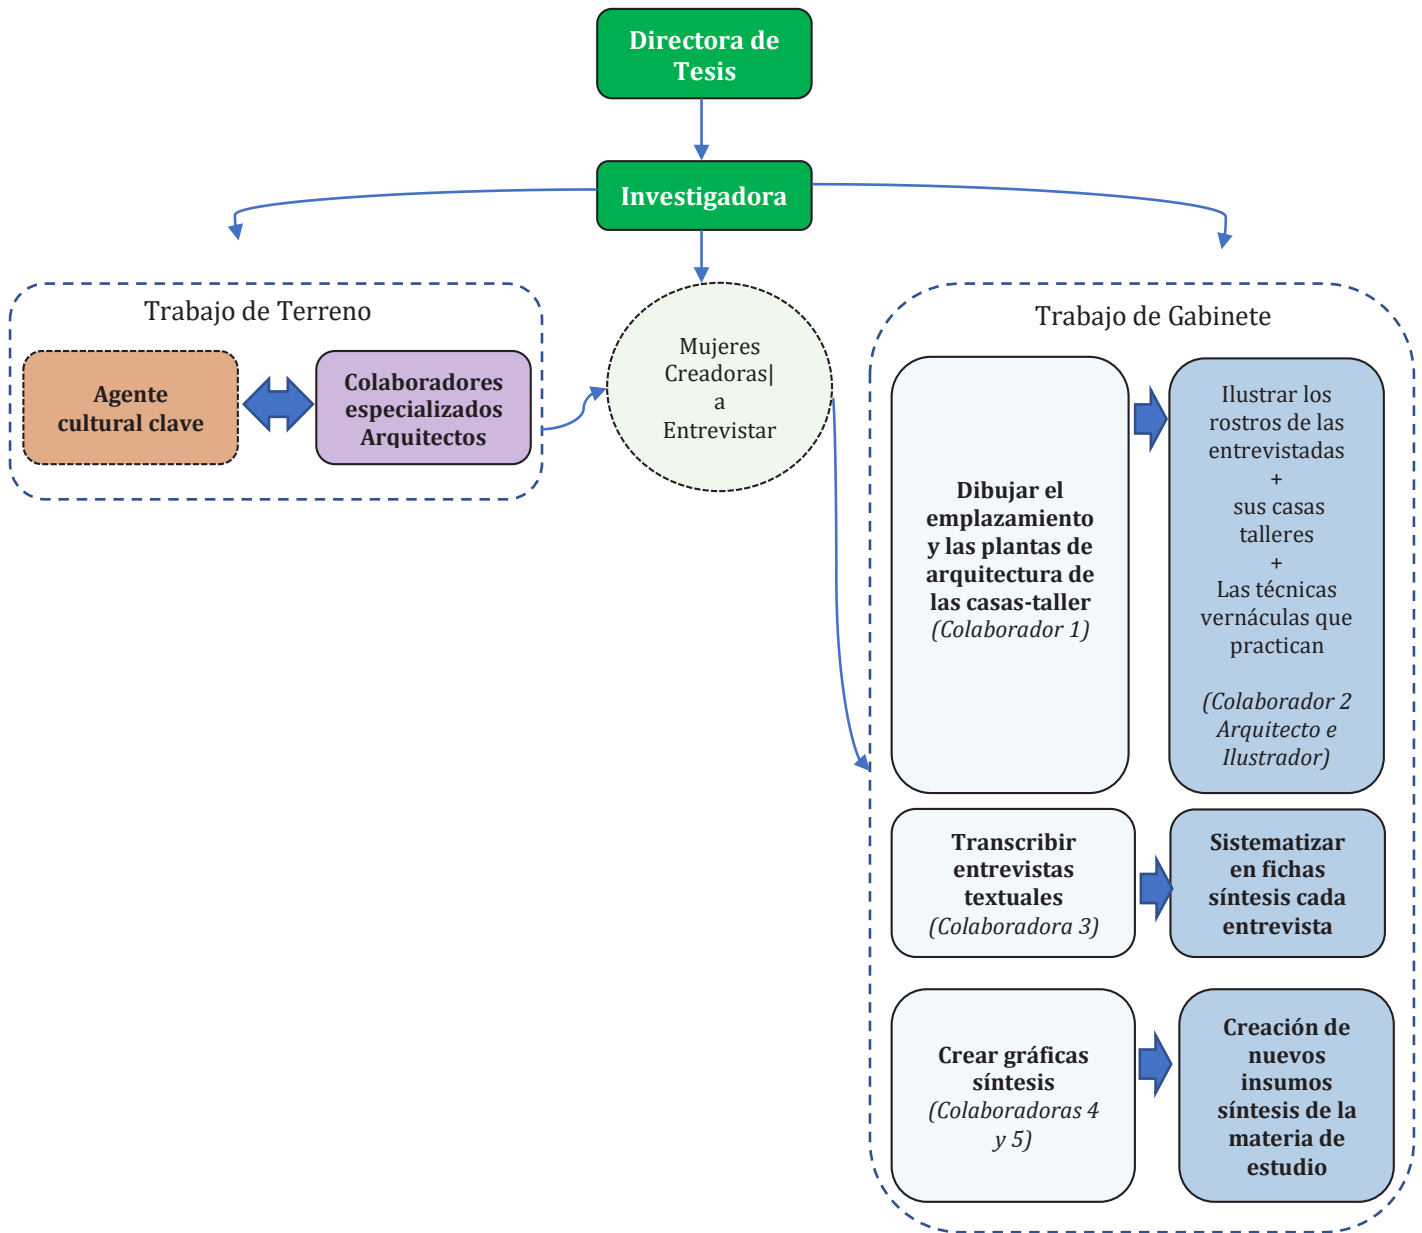 Directora de
Tesis
Investigadora
Trabajo de Terreno
Agente
cultural clave
Colaboradores
especializados
Arquitectos
Mujeres
Creadoras|
a
Entrevistar
Trabajo de Gabinete
Dibujar el
emplazamiento
y las plantas de
arquitectura de
las casas-taller
(Colaborador 1)
Ilustrar los
rostros de las
entrevistadas
+
sus casas
talleres
+
Las técnicas
vernáculas que
practican
(Colaborador 2
Arquitecto e
Ilustrador)
Transcribir
entrevistas
textuales
(Colaboradora 3)
Sistematizar
en fichas
síntesis cada
entrevista
Crear gráficas
síntesis
(Colaboradoras 4
y 5)
Creación de
nuevos
insumos
síntesis de la
materia de
estudio